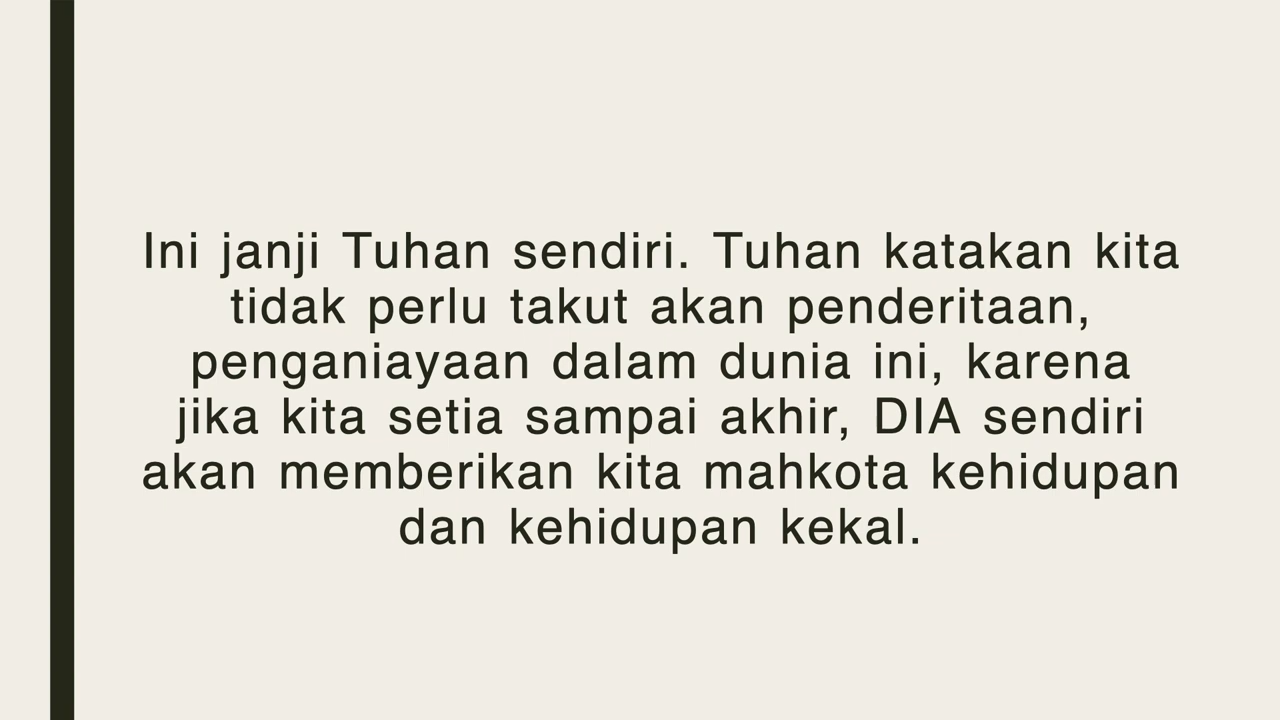 Ini janji Tuhan sendiri. Tuhan katakan kita
tidak perlu takut akan penderitaan,
penganiayaan dalam dunia ini, karena
jika kita setia sampai akhir, DIA sendiri
akan memberikan kita mahkota kehidupan
dan kehidupan kekal.